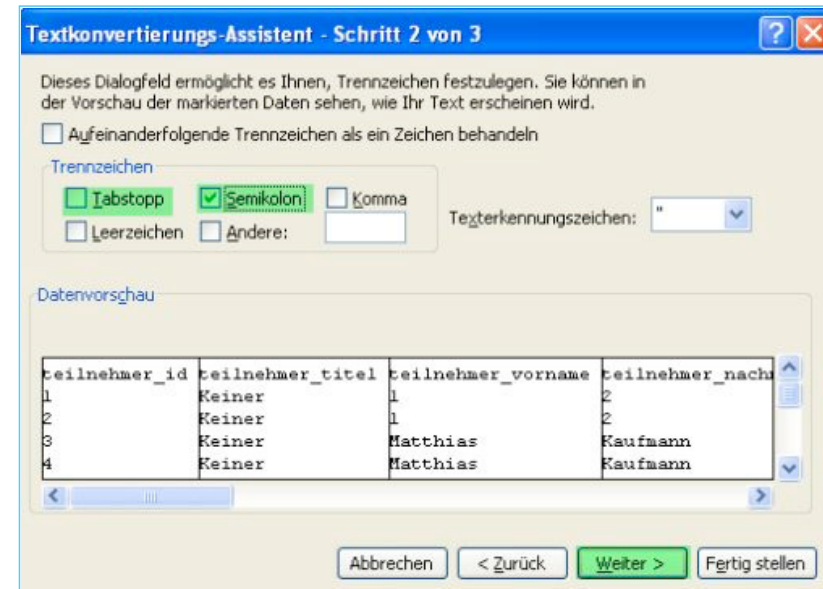 Textkonvertierungs-Assistent - Schritt 2 von 3
Dieses Dialogfeld ermöglicht es Ihnen, Trennzeichen festzulegen. Sie können in
der Vorschau der markierten Daten sehen, wie Ihr Text erscheinen wird.
Aufeinanderfolgende Trennzeichen als ein Zeichen behandeln
Trennzeichen
Tabstopp Semikolon Komma
Leerzeichen Andere:
Texterkennungszeichen: "
Datenvorschau
teilnehmer_id teilnehmer_titel teilnehmer_vorname teilnehmer_nach
1 Keiner 1 2
2 Keiner 1 2
3 Keiner Matthias Kaufmann
4 Keiner Matthias Kaufmann
Abbrechen < Zurück Weiter > Fertig stellen